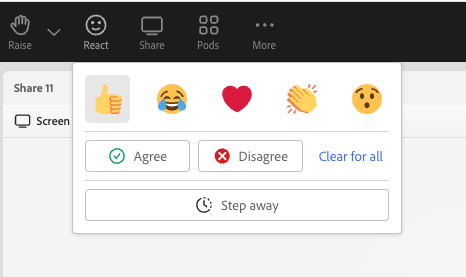 Raise React Share Pods More
Share 11
Screen
Agree Disagree Clear for all
Step away